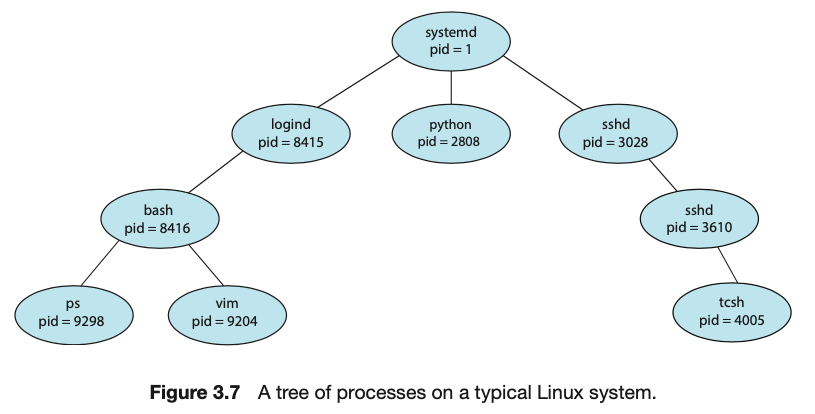 systemd
pid = 1
logind
pid = 8415
python
pid = 2808
sshd
pid = 3028
bash
pid = 8416
sshd
pid = 3610
ps
pid = 9298
vim
pid = 9204
tcsh
pid = 4005
Figure 3.7 A tree of processes on a typical Linux system.